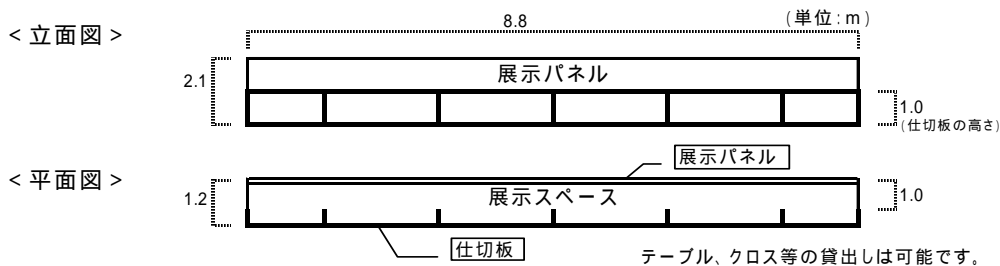 8.8
(単位:m)
<立面図>
2.1
展示パネル
1.0
(仕切板の高さ)
展示パネル
<平面図>
1.2
展示スペース
1.0
仕切板
テーブル、クロス等の貸出しは可能です。